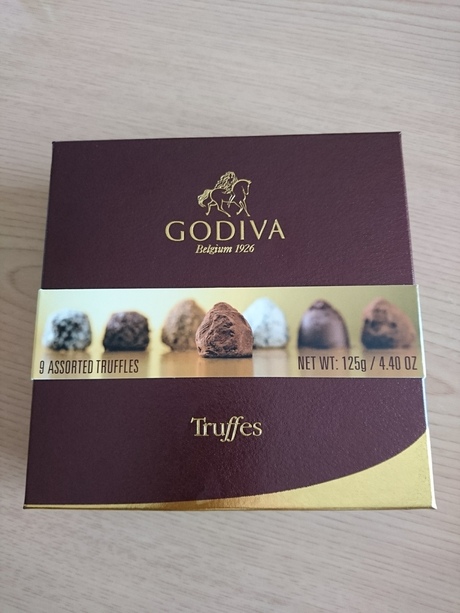 GODIVA
Belgium 1926
9 ASSORTED TRUFFLES
NET WT: 125g / 4.40 OZ
Truffes